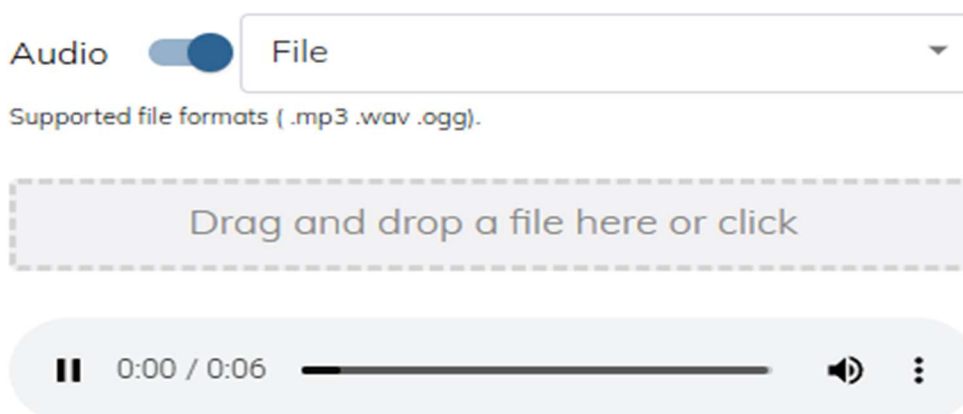 Audio File
Supported file formats ( .mp3 .wav .ogg).
Drag and drop a file here or click
0:00 / 0:06